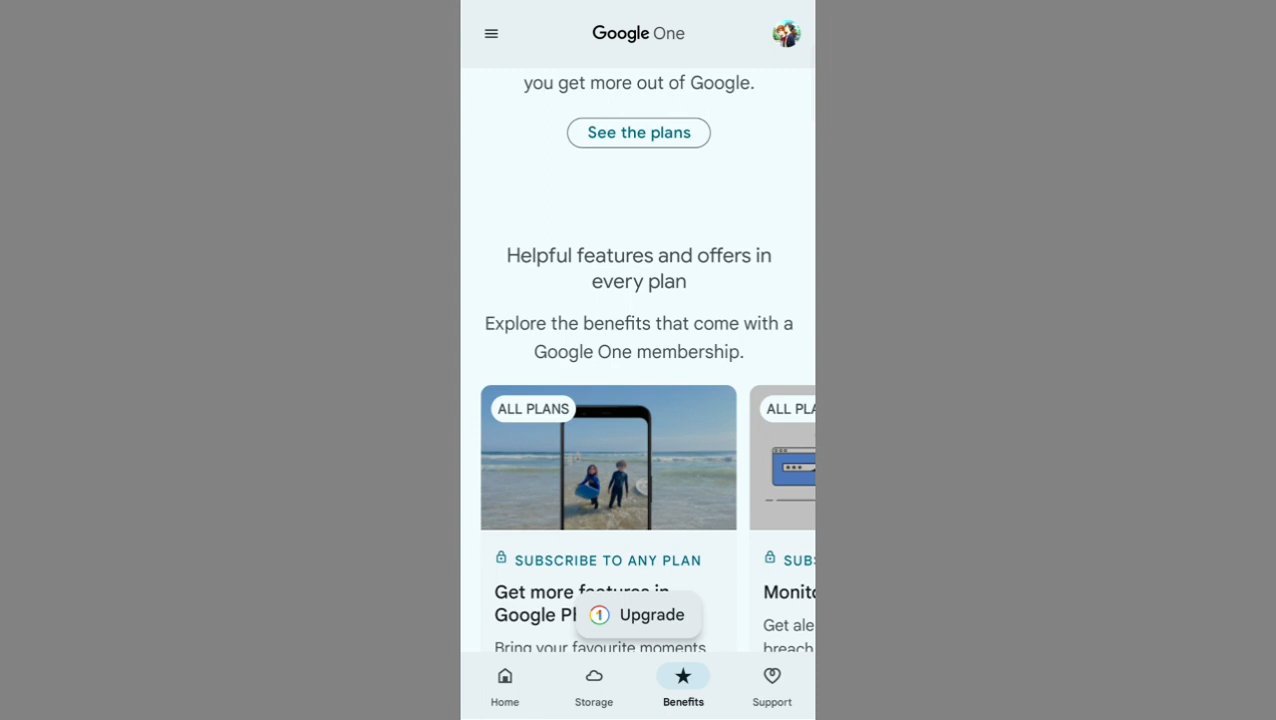 Google One
you get more out of Google.
See the plans
Helpful features and offers in
every plan
Explore the benefits that come with a
Google One membership.
ALL PLANS
SUBSCRIBE TO ANY PLAN
Get more features in
Google Ph
Bring your favourite moments
ALL PLA
SUBS
Monito
Get ale
breach
1 Upgrade
Home
Storage
Benefits
Support